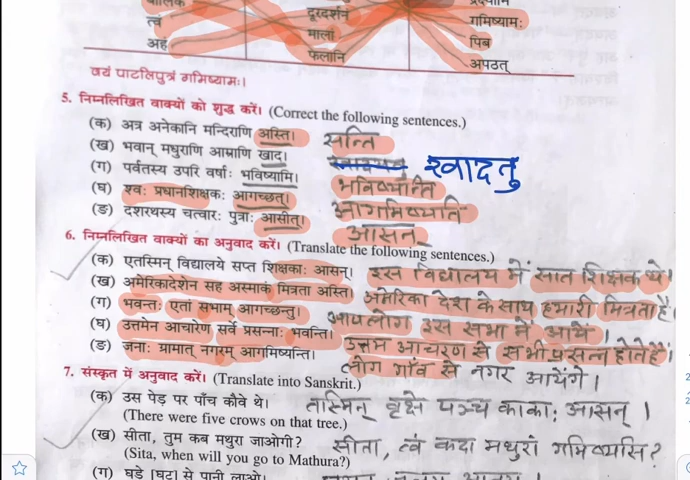 बालिका
त्वं
अहं
दूरदर्शनं
मालां
फलानि
गमिष्यामः
पिब
अपठत्
वयं पाटलिपुत्रं गमिष्यामः।
5. निम्नलिखित वाक्यों को शुद्ध करें। (Correct the following sentences.)
(क) अत्र अनेकानि मन्दिराणि अस्ति। सन्ति
(ख) भवान् मधुराणि आम्राणि खाद। खादतु
(ग) पर्वतस्य उपरि वर्षाः भविष्यामि। भविष्यन्ति
(घ) श्वः प्रधानशिक्षकः आगच्छत्। आगमिष्यति
(ङ) दशरथस्य चत्वारः पुत्राः आसीत्। आसन्
6. निम्नलिखित वाक्यों का अनुवाद करें। (Translate the following sentences.)
(क) एतस्मिन् विद्यालये सप्त शिक्षकाः आसन्। इस विद्यालय में सात शिक्षक थे।
(ख) अमेरिकादेशेन सह अस्माकं मित्रता अस्ति। अमेरिका देश के साथ हमारी मित्रता है।
(ग) भवन्तः एतां सभाम् आगच्छन्तु। आपलोग इस सभा में आयें।
(घ) उत्तमेन आचारेण सर्वे प्रसन्नाः भवन्ति। उत्तम आचरण से सभी प्रसन्न होते हैं।
(ङ) जनाः ग्रामात् नगरम् आगमिष्यन्ति। लोग गाँव से नगर आयेंगे।
7. संस्कृत में अनुवाद करें। (Translate into Sanskrit.)
(क) उस पेड़ पर पाँच कौवे थे। तास्मिन् वृक्षे पञ्च काकाः आसन्।
(There were five crows on that tree.)
(ख) सीता, तुम कब मथुरा जाओगी? सीता, त्वं कदा मथुरां गमिष्यसि?
(Sita, when will you go to Mathura?)
(ग) घड़े [घट] से पानी लाओ।